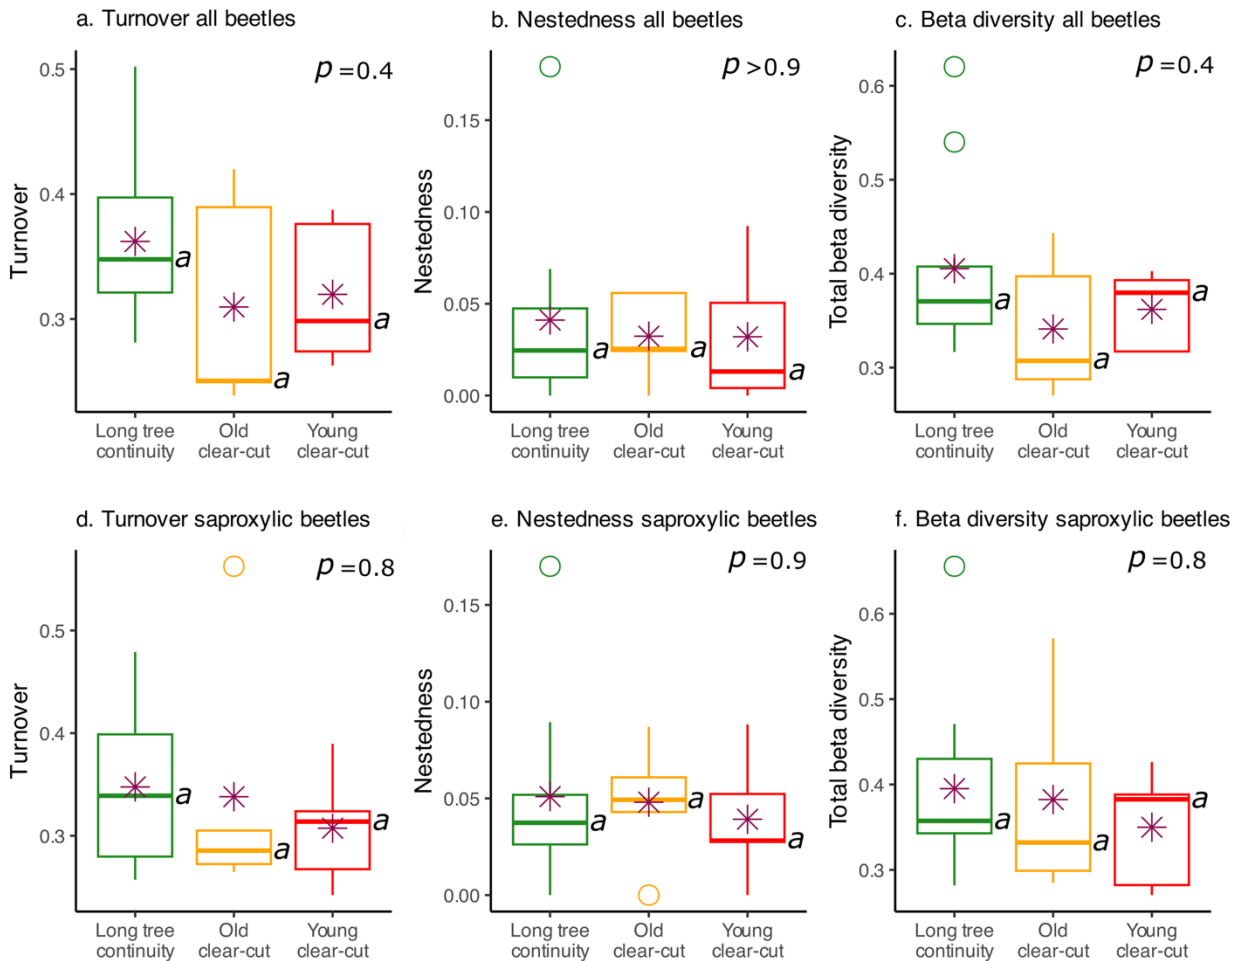 a. Turnover all beetles
p =0.4
0.5
0.4
0.3
Turnover
a
a
a
Long tree continuity
Old clear-cut
Young clear-cut
b. Nestedness all beetles
p >0.9
0.15
0.10
0.05
0.00
Nestedness
a
a
a
Long tree continuity
Old clear-cut
Young clear-cut
c. Beta diversity all beetles
p =0.4
0.6
0.5
0.4
0.3
Total beta diversity
a
a
a
Long tree continuity
Old clear-cut
Young clear-cut
d. Turnover saproxylic beetles
p =0.8
0.5
0.4
0.3
Turnover
a
a
a
Long tree continuity
Old clear-cut
Young clear-cut
e. Nestedness saproxylic beetles
p =0.9
0.15
0.10
0.05
0.00
Nestedness
a
a
a
Long tree continuity
Old clear-cut
Young clear-cut
f. Beta diversity saproxylic beetles
p =0.8
0.6
0.5
0.4
0.3
Total beta diversity
a
a
a
Long tree continuity
Old clear-cut
Young clear-cut